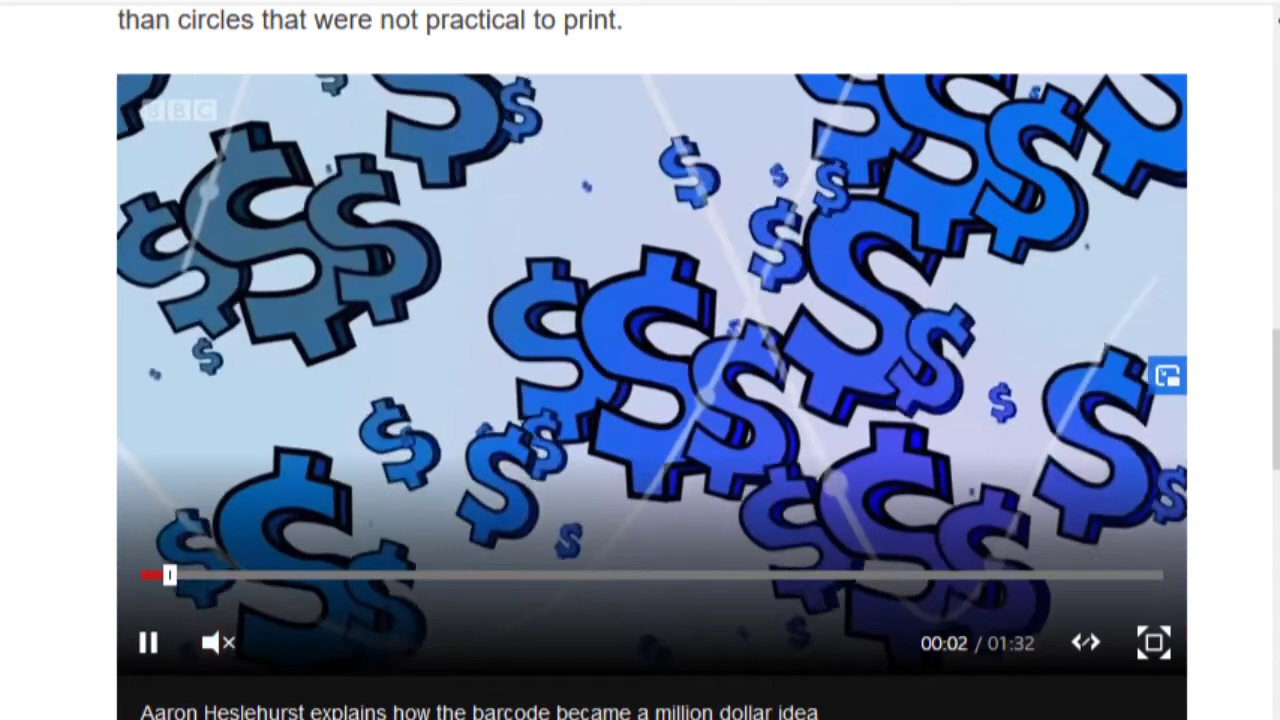 than circles that were not practical to print.
BBC
00:02 / 01:32
Aaron Heslehurst explains how the barcode became a million dollar idea